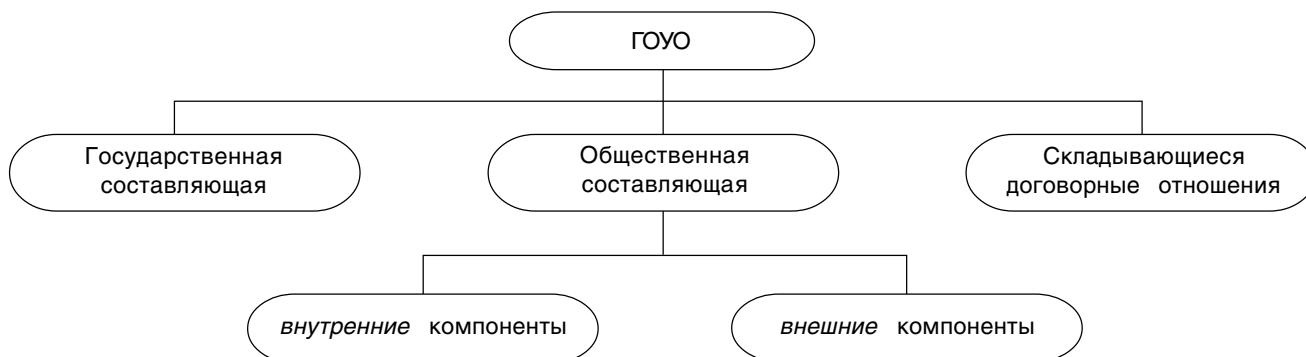 ГОУО
Государственная
составляющая
Общественная
составляющая
Складывающиеся
договорные отношения
внутренние компоненты
внешние компоненты